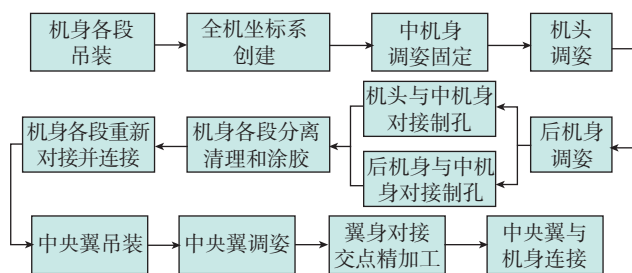 机身各段
吊装
全机坐标系
创建
中机身
调姿固定
机头
调姿
后机身
调姿
机头与中机身
对接制孔
后机身与中机
身对接制孔
机身各段分离
清理和涂胶
机身各段重新
对接并连接
中央翼吊装
中央翼调姿
翼身对接
交点精加工
中央翼与
机身连接